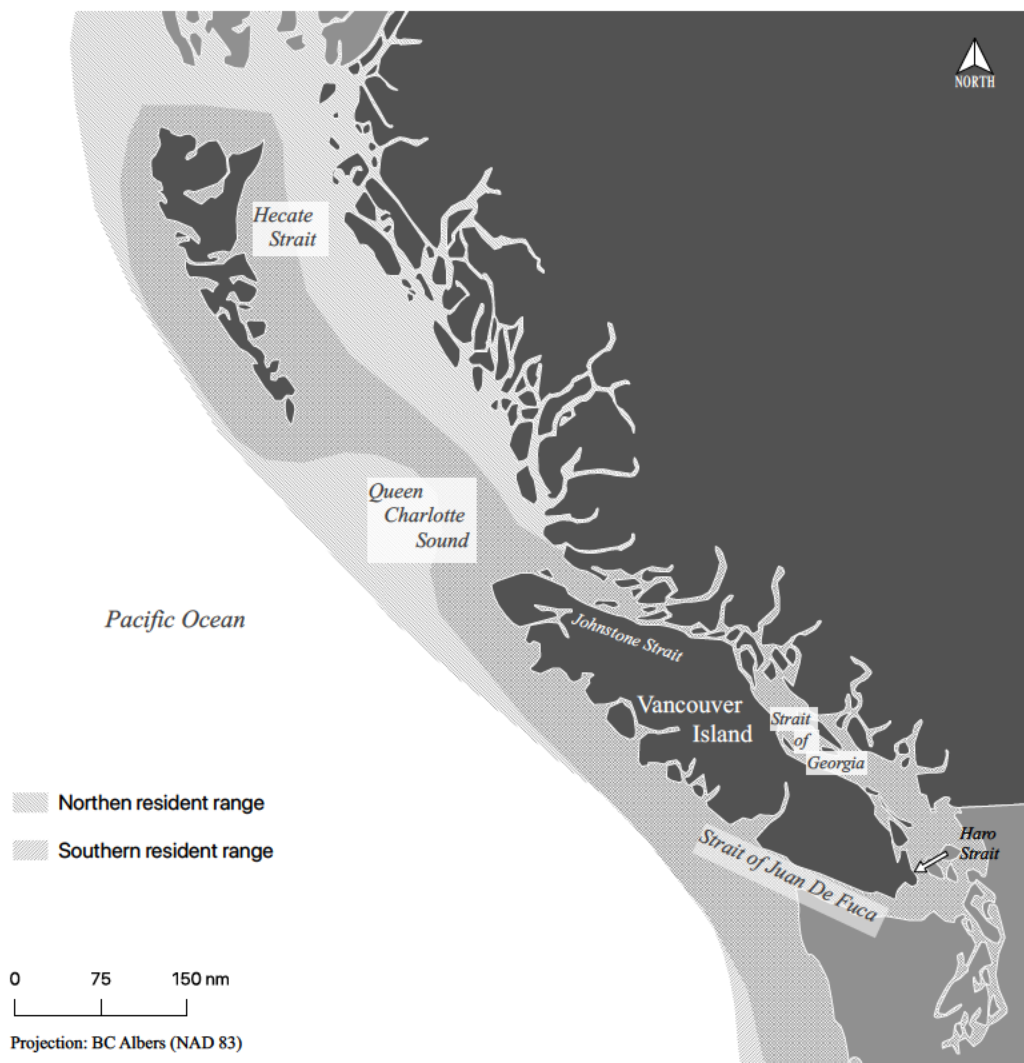 NORTH
Hecate
Strait
Queen
Charlotte
Sound
Pacific Ocean
Johnstone Strait
Vancouver
Island
Strait
of
Georgia
Northen resident range
Southern resident range
Haro
Strait
Strait of Juan De Fuca
0 75 150 nm
Projection: BC Albers (NAD 83)